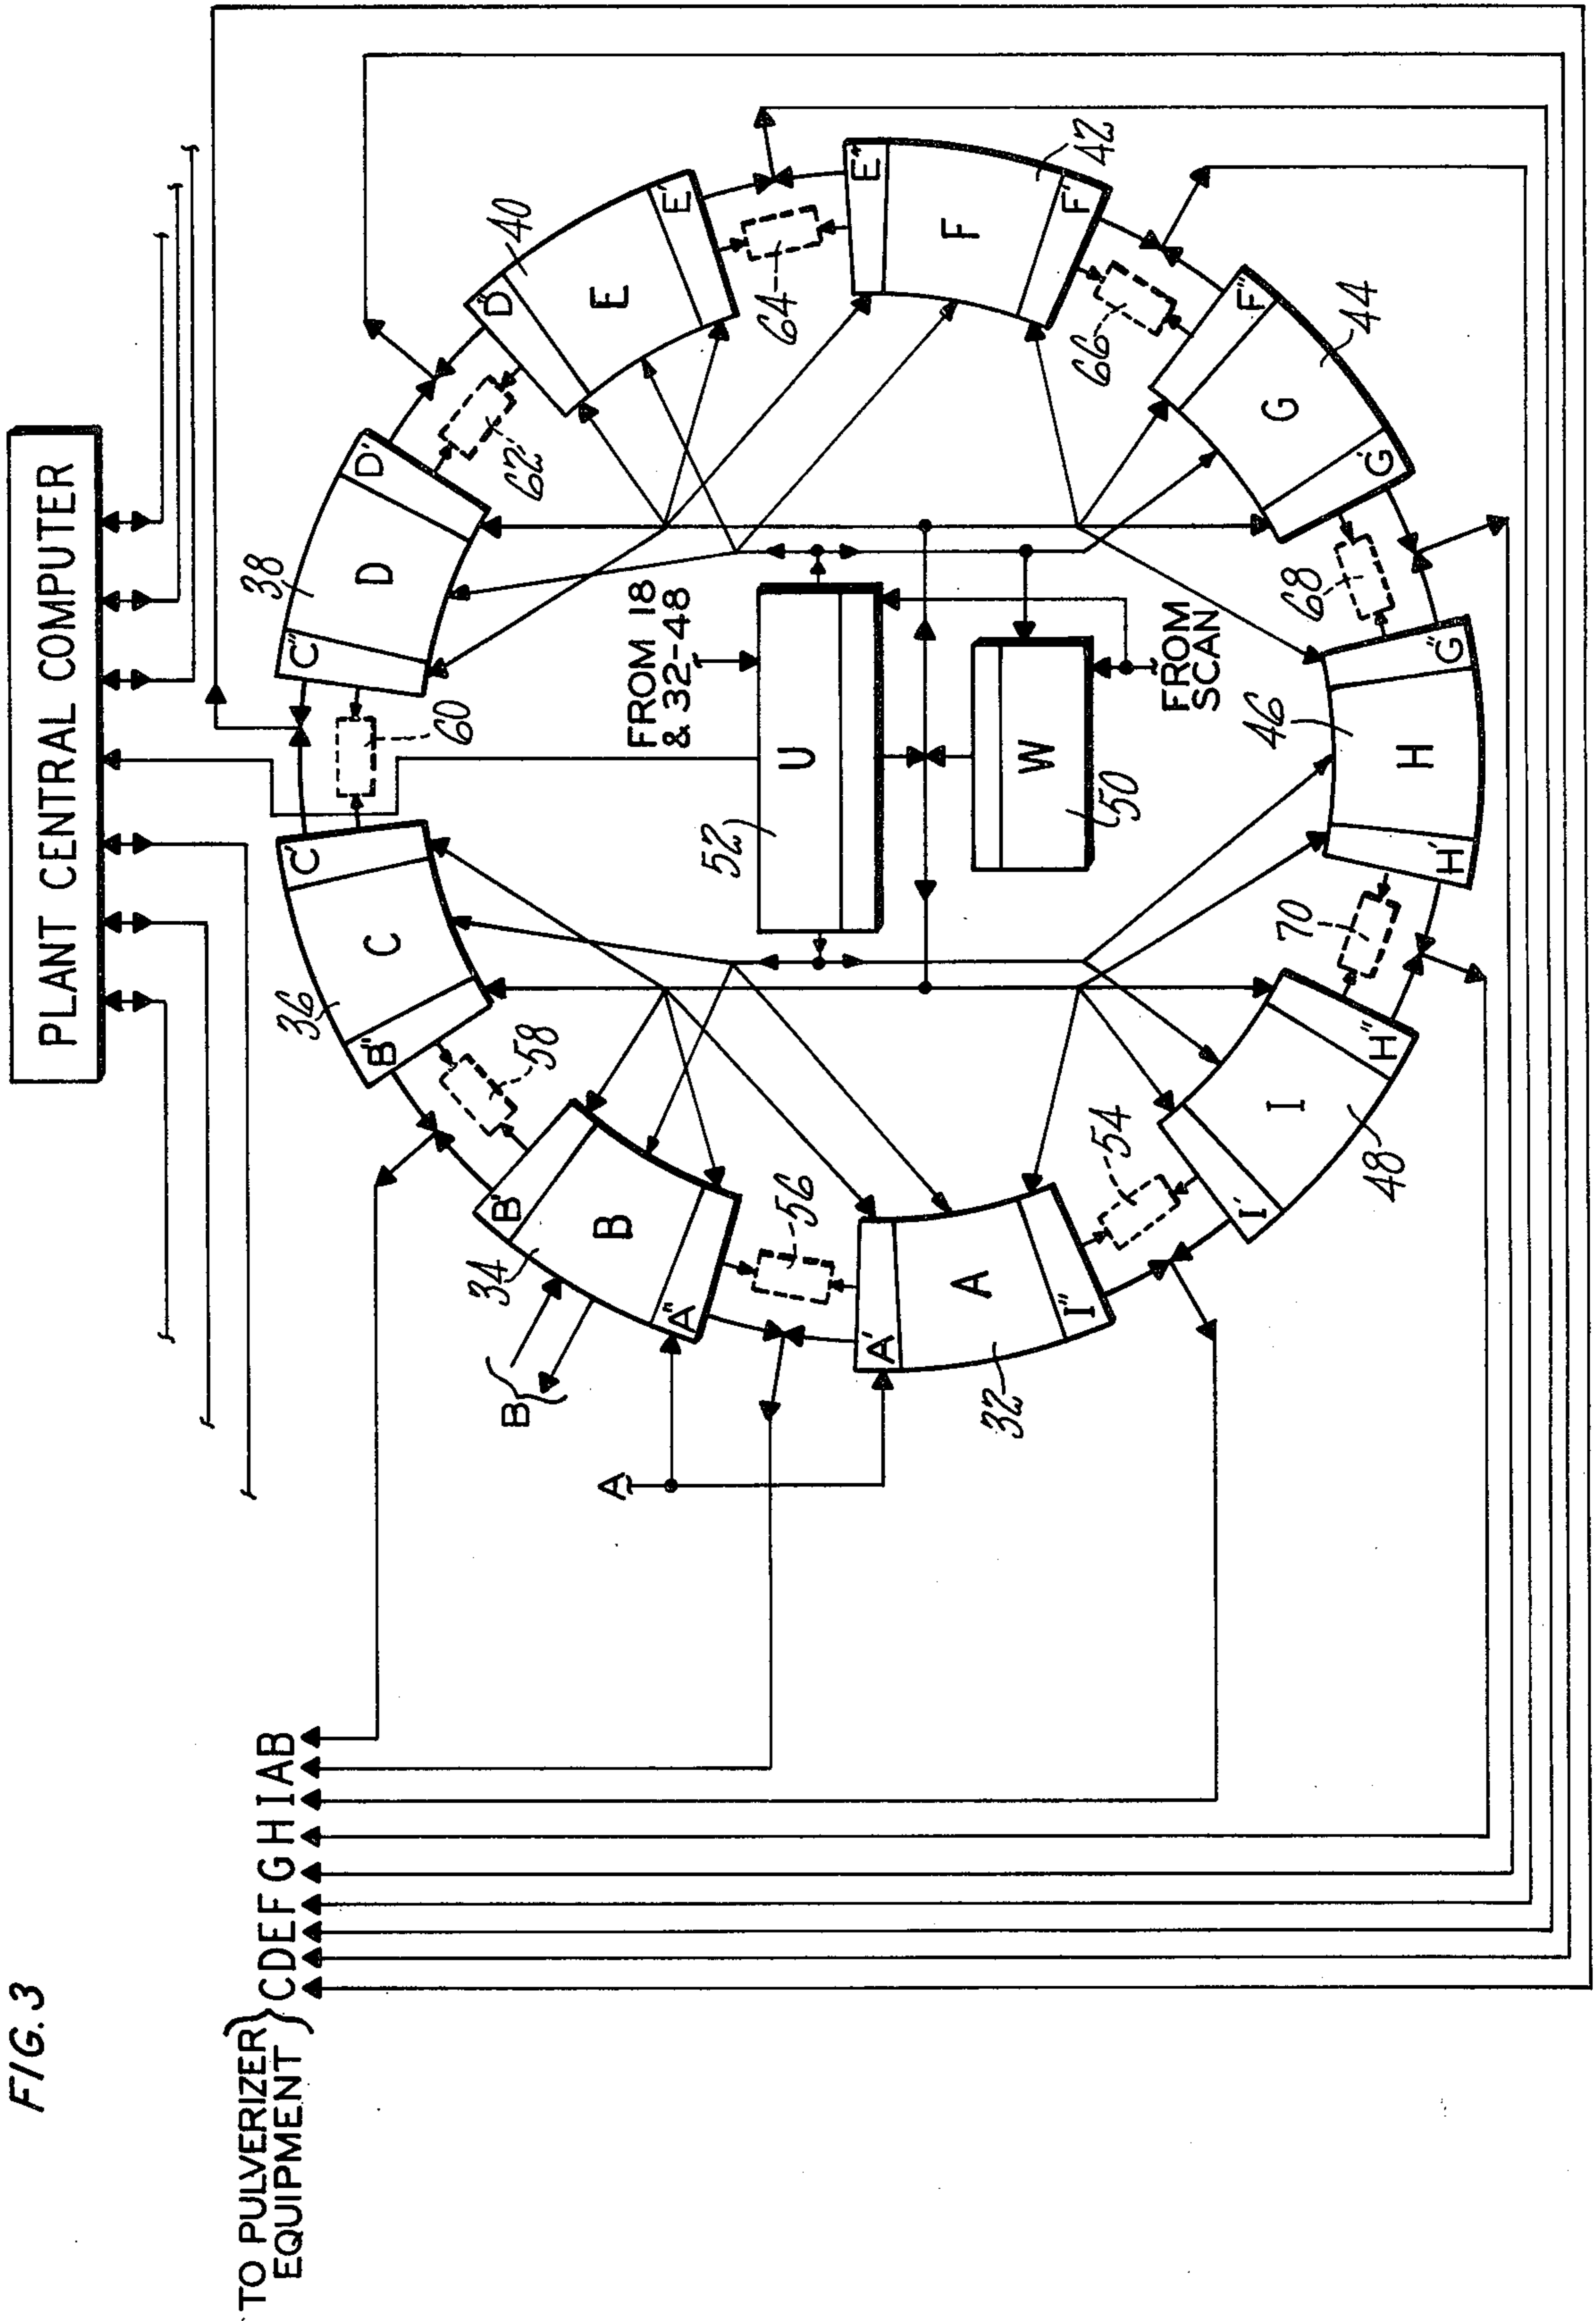 FIG. 3
PLANT CENTRAL COMPUTER
TO PULVERIZER
EQUIPMENT
C D E F G H I A B
A
B
B
34
B'
A"
36
C
C'
B"
38
D
D'
C"
40
E
E'
D"
42
F
F'
E"
44
G
G'
F"
46
H
H'
G"
48
I
I'
H"
32
A
A'
I"
52
U
50
W
FROM 18
& 32-48
FROM
SCAN
54
56
58
60
62
64
66
68
70